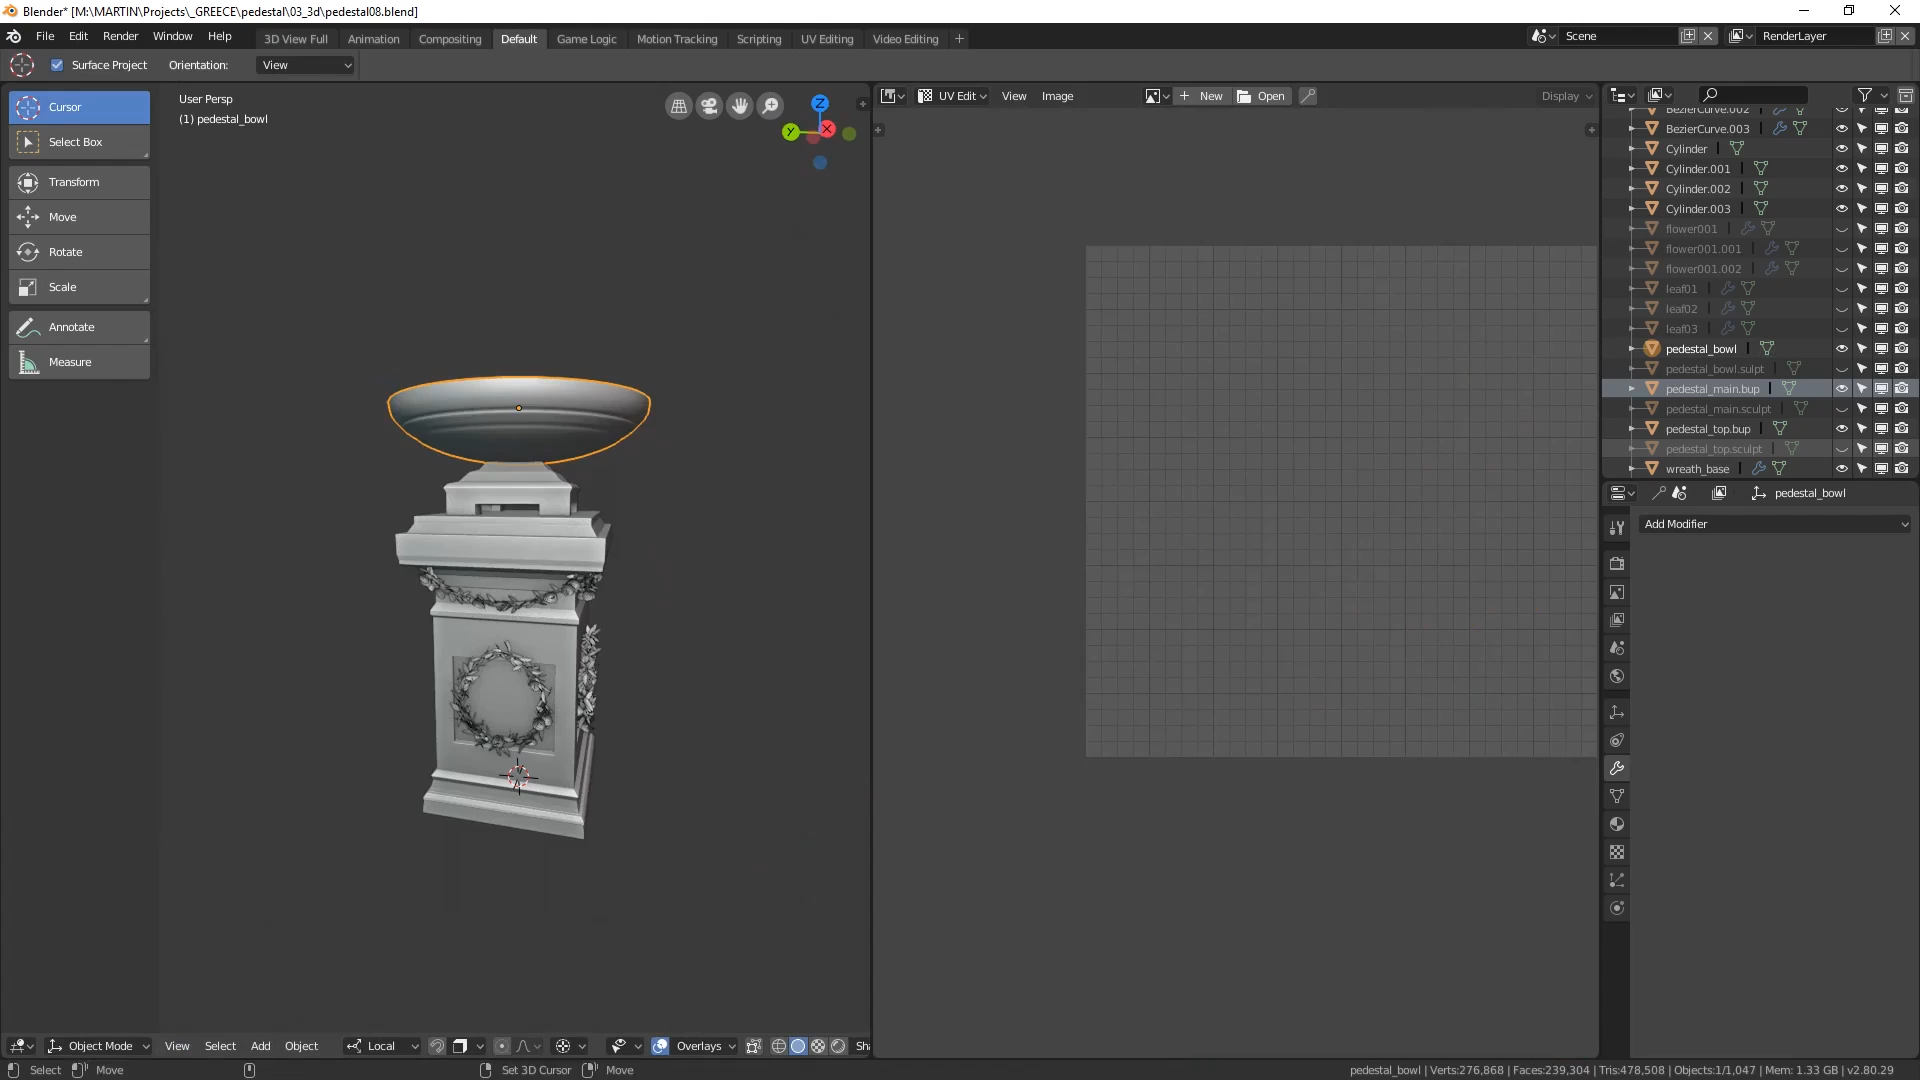 Blender* [M:\MARTIN\Projects\_GREECE\pedestal\03_3d\pedestal08.blend]
File Edit Render Window Help 3D View Full Animation Compositing Default Game Logic Motion Tracking Scripting UV Editing Video Editing Scene RenderLayer
Surface Project Orientation: View
Cursor
Select Box
Transform
Move
Rotate
Scale
Annotate
Measure
User Persp
(1) pedestal_bowl
Z
Y
X
UV Edit View Image New Open Display
BezierCurve.002
BezierCurve.003
Cylinder
Cylinder.001
Cylinder.002
Cylinder.003
flower001
flower001.001
flower001.002
leaf01
leaf02
leaf03
pedestal_bowl
pedestal_bowl.sulpt
pedestal_main.bup
pedestal_main.sculpt
pedestal_top.bup
pedestal_top.sculpt
wreath_base
pedestal_bowl
Add Modifier
Object Mode View Select Add Object Local Overlays Sha
Select Move Set 3D Cursor Move pedestal_bowl | Verts:276,868 | Faces:239,304 | Tris:478,508 | Objects:1/1,047 | Mem: 1.33 GB | v2.80.29